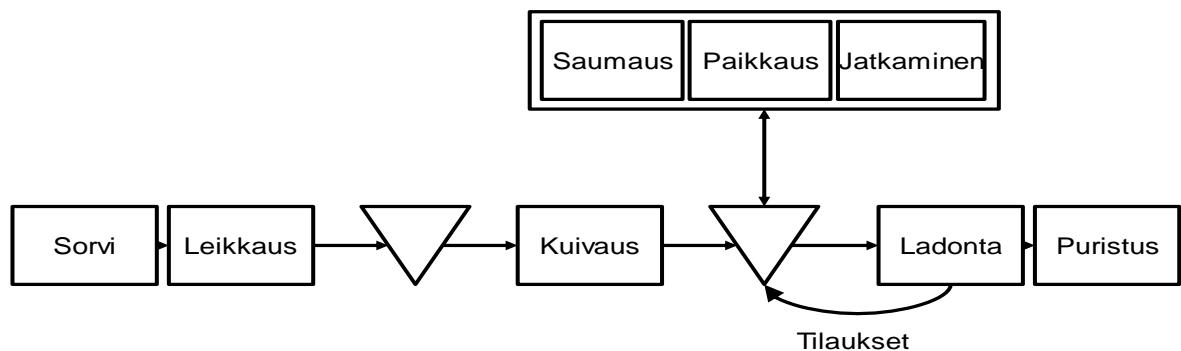 Saumaus
Paikkaus
Jatkaminen
Sorvi
Leikkaus
Kuivaus
Ladonta
Puristus
Tilaukset